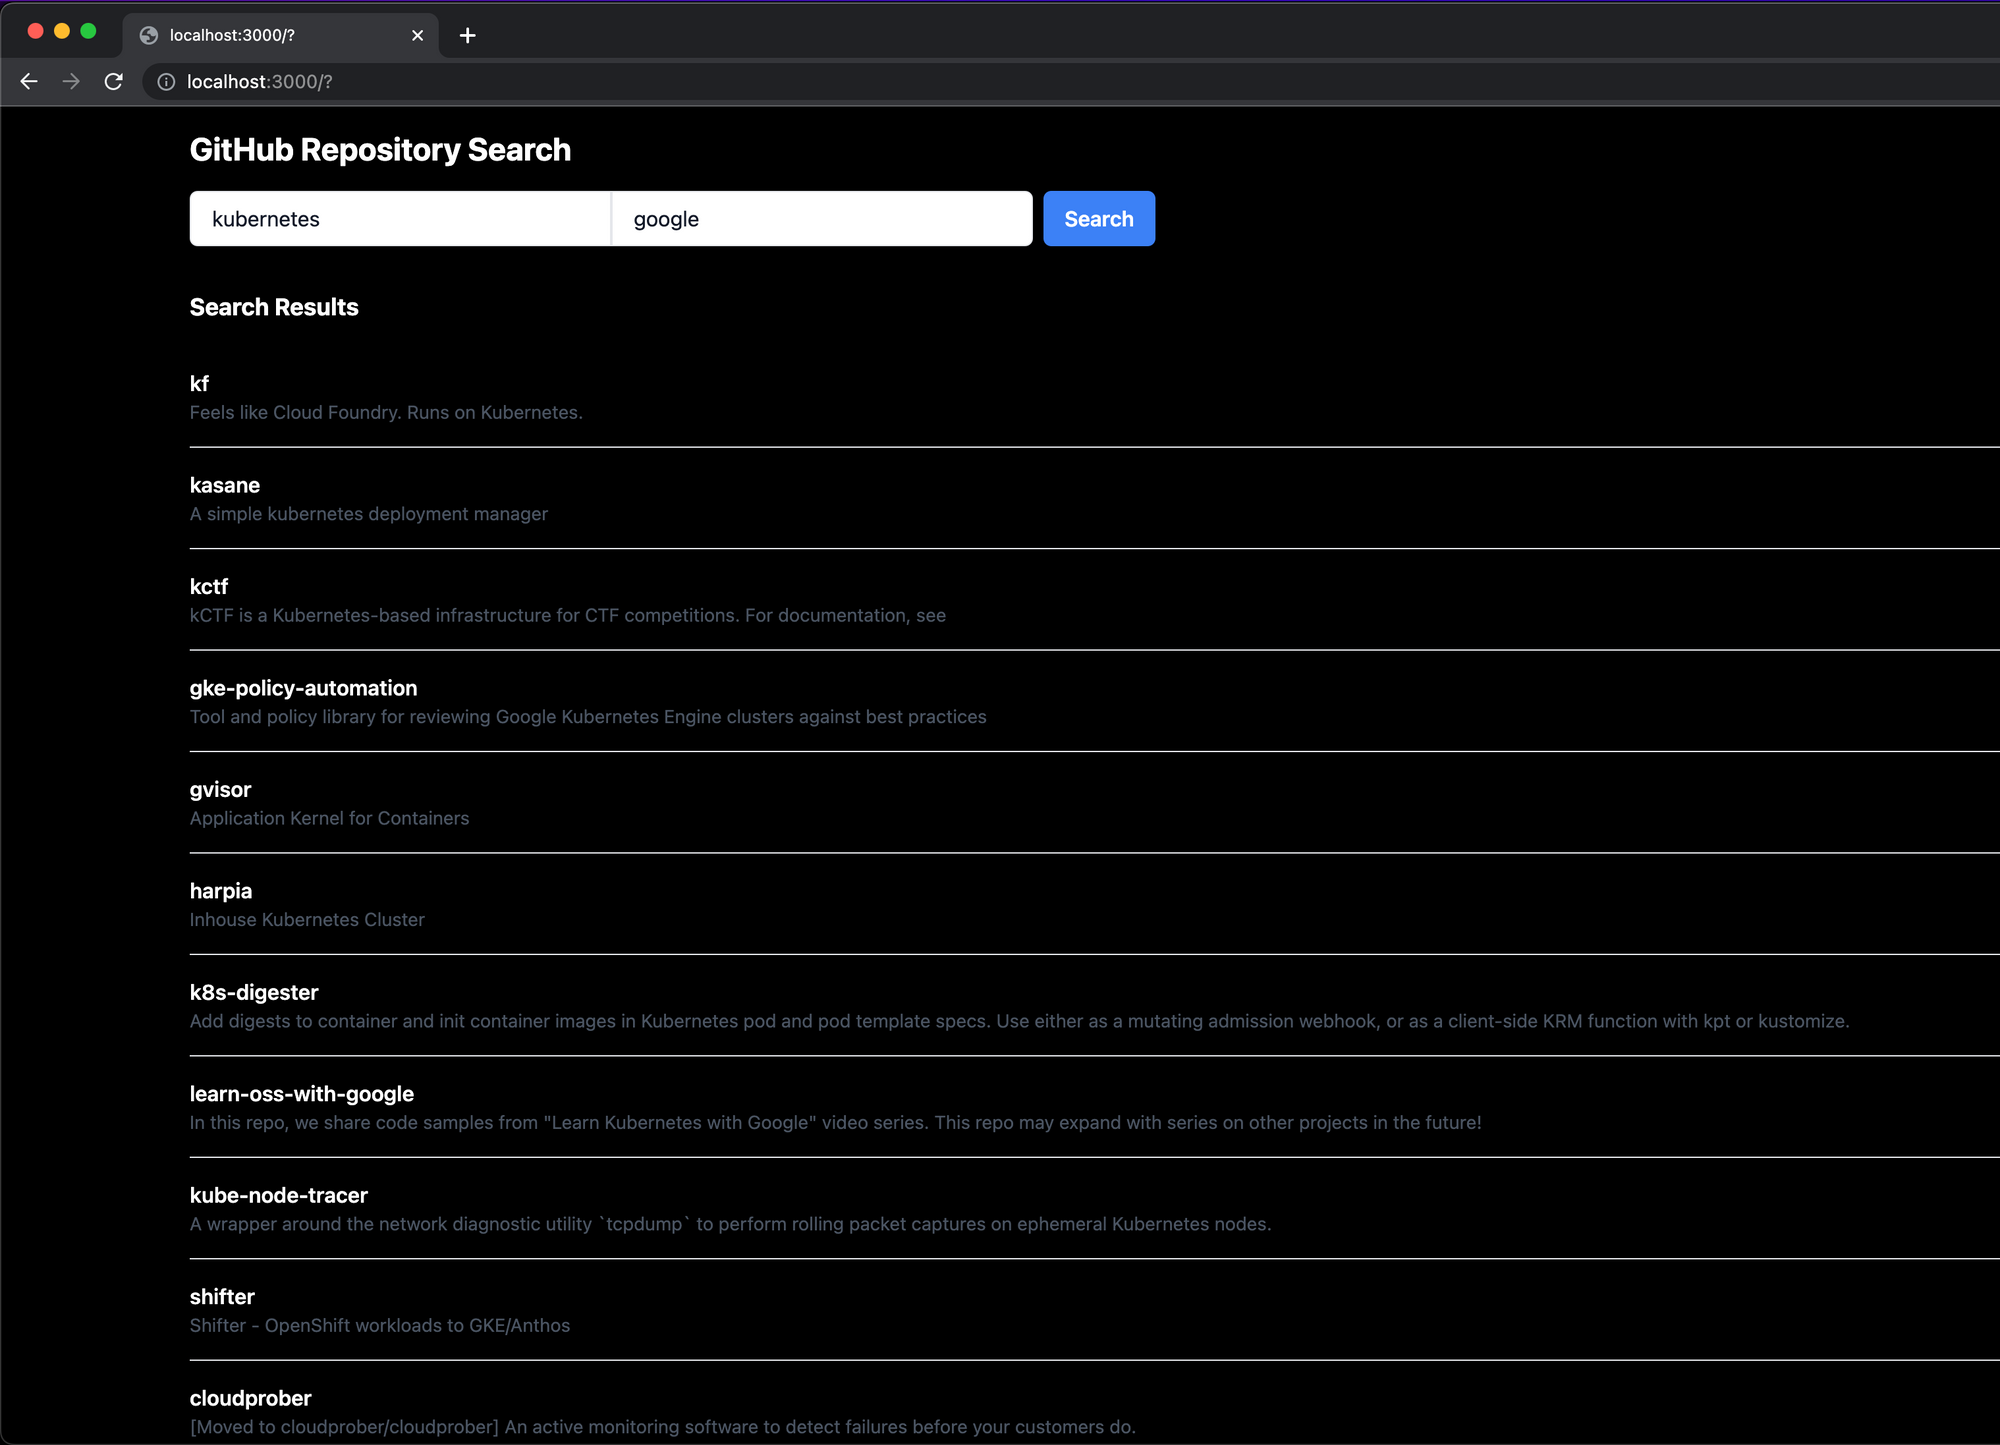 localhost:3000/?
localhost:3000/?
GitHub Repository Search
kubernetes google Search
Search Results
kf
Feels like Cloud Foundry. Runs on Kubernetes.
kasane
A simple kubernetes deployment manager
kctf
kCTF is a Kubernetes-based infrastructure for CTF competitions. For documentation, see
gke-policy-automation
Tool and policy library for reviewing Google Kubernetes Engine clusters against best practices
gvisor
Application Kernel for Containers
harpia
Inhouse Kubernetes Cluster
k8s-digester
Add digests to container and init container images in Kubernetes pod and pod template specs. Use either as a mutating admission webhook, or as a client-side KRM function with kpt or kustomize.
learn-oss-with-google
In this repo, we share code samples from "Learn Kubernetes with Google" video series. This repo may expand with series on other projects in the future!
kube-node-tracer
A wrapper around the network diagnostic utility `tcpdump` to perform rolling packet captures on ephemeral Kubernetes nodes.
shifter
Shifter - OpenShift workloads to GKE/Anthos
cloudprober
[Moved to cloudprober/cloudprober] An active monitoring software to detect failures before your customers do.